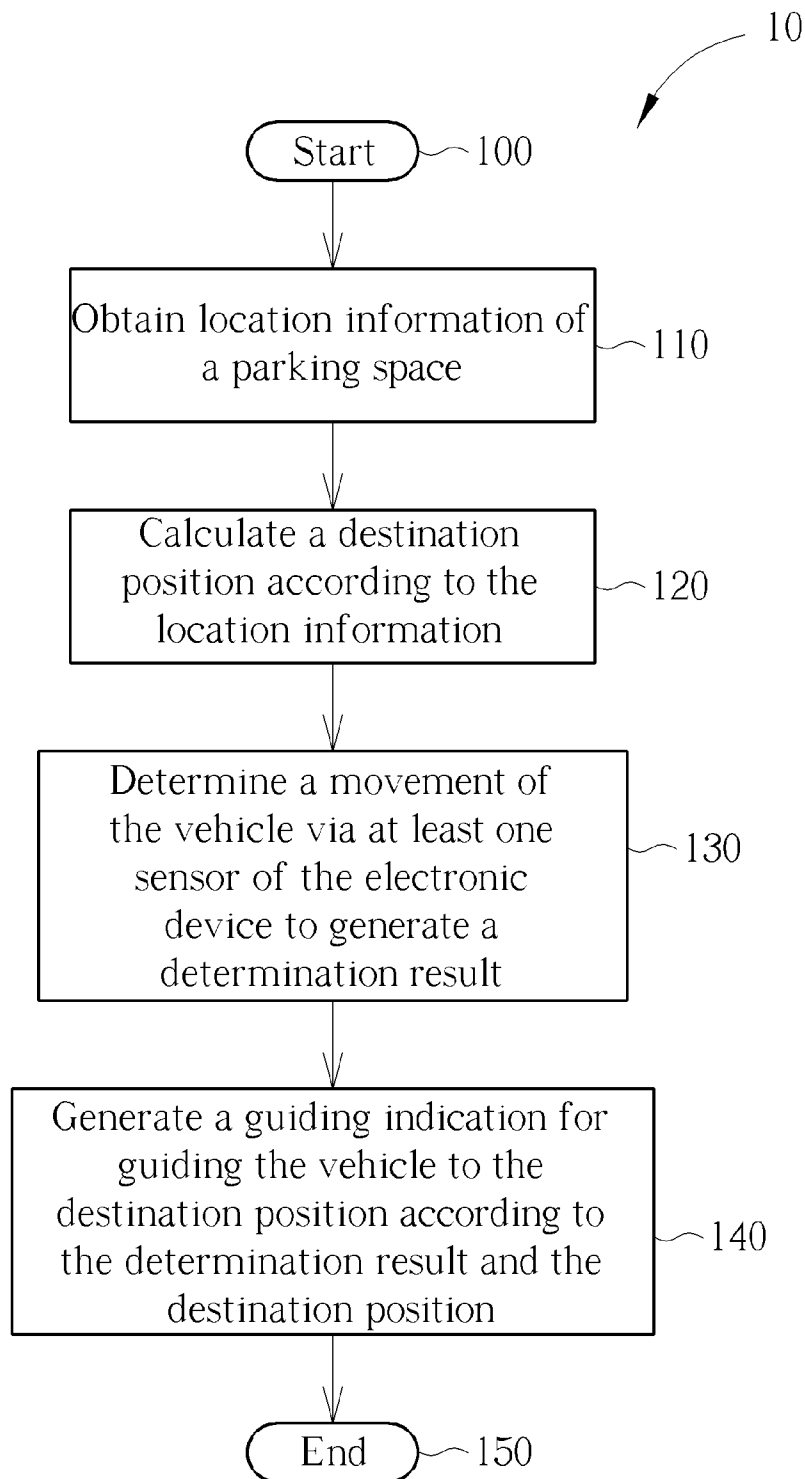 10
Start
100
Obtain location information of
a parking space
110
Calculate a destination
position according to the
location information
120
Determine a movement of
the vehicle via at least one
sensor of the electronic
device to generate a
determination result
130
Generate a guiding indication for
guiding the vehicle to the
destination position according to
the determination result and the
destination position
140
End
150